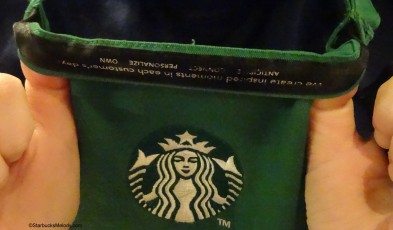 We create inspired moments in each customer's day.
ANTICIPATE CONNECT PERSONALIZE OWN
TM
©StarbucksMelody.com